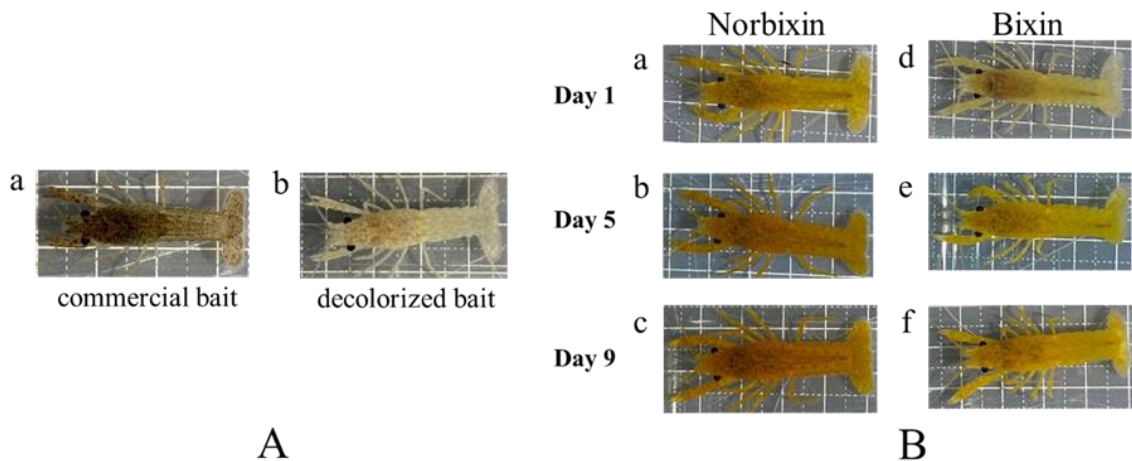 a
commercial bait
b
decolorized bait
A
Norbixin
Bixin
Day 1
a
d
Day 5
b
e
Day 9
c
f
B